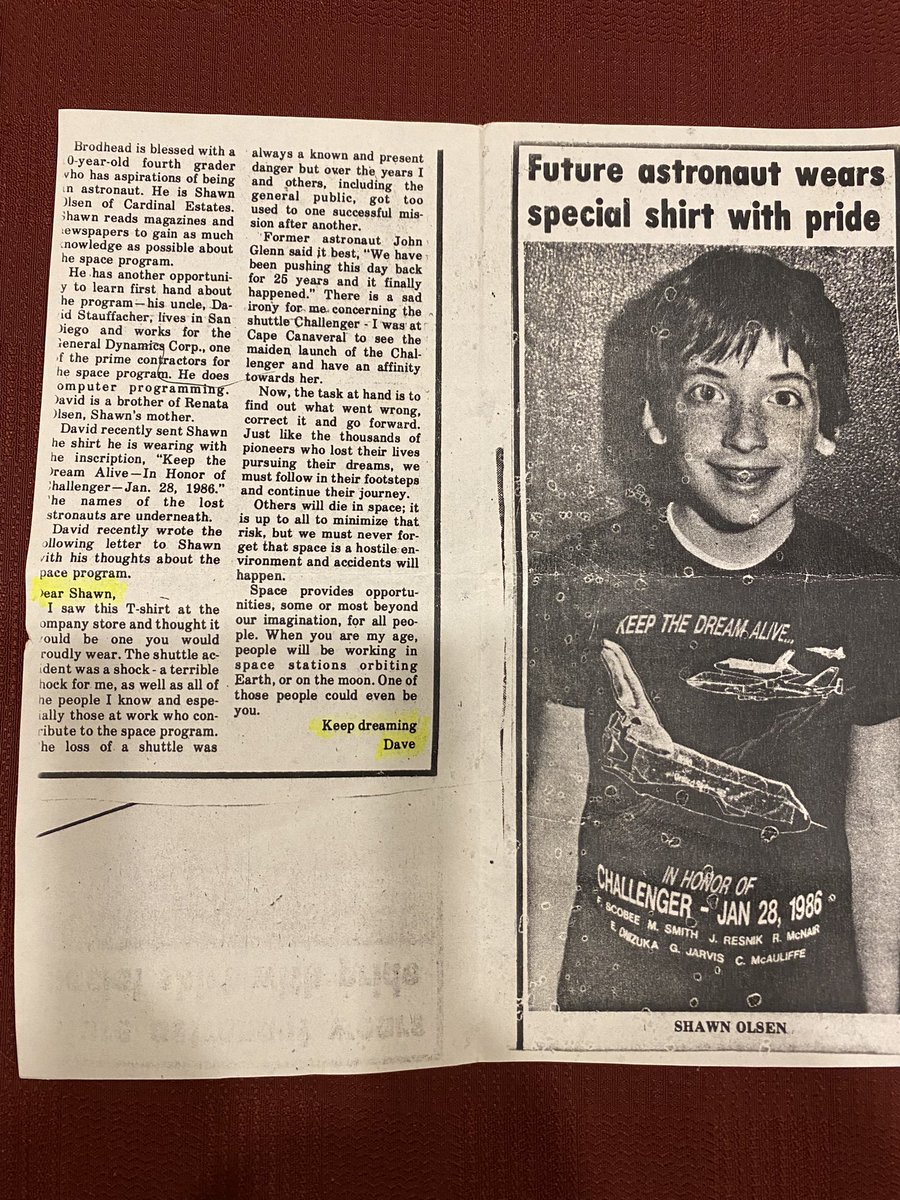 Brodhead is blessed with a
0-year-old fourth grader
who has aspirations of being
an astronaut. He is Shawn
Olsen of Cardinal Estates.
Shawn reads magazines and
newspapers to gain as much
knowledge as possible about
the space program.
He has another opportuni-
y to learn first hand about
he program—his uncle, Da-
id Stauffacher, lives in San
Diego and works for the
General Dynamics Corp., one
of the prime contractors for
he space program. He does
omputer programming.
David is a brother of Renata
Olsen, Shawn's mother.
David recently sent Shawn
he shirt he is wearing with
he inscription, "Keep the
Dream Alive—In Honor of
Challenger—Jan. 28, 1986."
The names of the lost
stronauts are underneath.
David recently wrote the
ollowing letter to Shawn
with his thoughts about the
pace program.
Dear Shawn,
I saw this T-shirt at the
ompany store and thought it
ould be one you would
roudly wear. The shuttle ac-
ident was a shock - a terrible
hock for me, as well as all of
he people I know and espe-
ially those at work who con-
ribute to the space program.
The loss of a shuttle was
always a known and present
danger but over the years I
and others, including the
general public, got too
used to one successful mis-
sion after another.
Former astronaut John
Glenn said it best, "We have
been pushing this day back
for 25 years and it finally
happened." There is a sad
irony for me concerning the
shuttle Challenger - I was at
Cape Canaveral to see the
maiden launch of the Chal-
lenger and have an affinity
towards her.
Now, the task at hand is to
find out what went wrong,
correct it and go forward.
Just like the thousands of
pioneers who lost their lives
pursuing their dreams, we
must follow in their footsteps
and continue their journey.
Others will die in space; it
is up to all to minimize that
risk, but we must never for-
get that space is a hostile en-
vironment and accidents will
happen.
Space provides opportu-
nities, some or most beyond
our imagination, for all peo-
ple. When you are my age,
people will be working in
space stations orbiting
Earth, or on the moon. One of
those people could even be
you.
Keep dreaming
Dave
Future astronaut wears
special shirt with pride
KEEP THE DREAM ALIVE...
IN HONOR OF
CHALLENGER - JAN 28, 1986
F. SCOBEE M. SMITH J. RESNIK R. McNAIR
E. ONIZUKA G. JARVIS C. McAULIFFE
SHAWN OLSEN